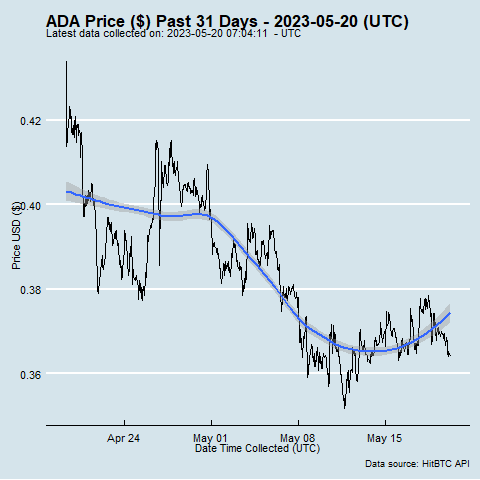 ADA Price ($) Past 31 Days - 2023-05-20 (UTC)
Latest data collected on: 2023-05-20 07:04:11 - UTC
Price USD ($)
0.42
0.40
0.38
0.36
Apr 24
May 01
May 08
May 15
Date Time Collected (UTC)
Data source: HitBTC API